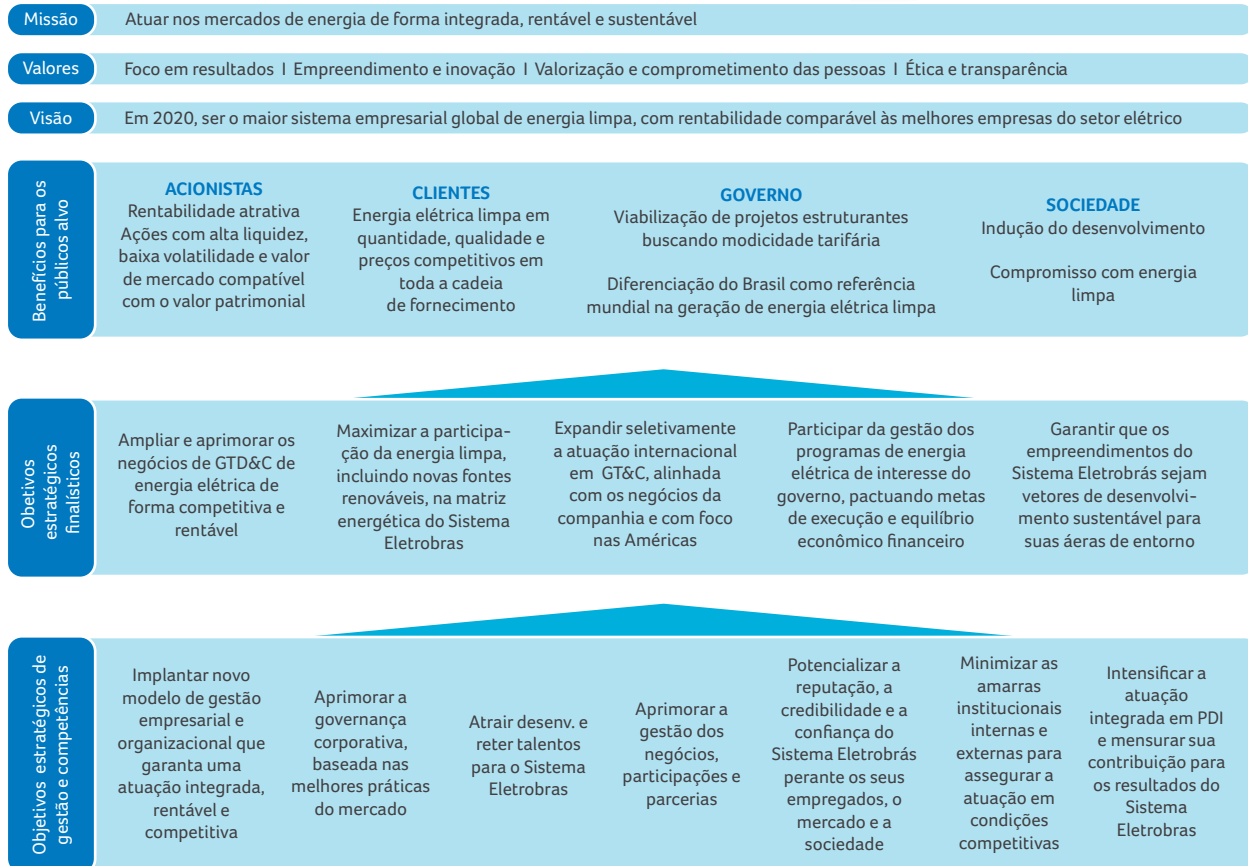 Missão
Atuar nos mercados de energia de forma integrada, rentável e sustentável
Valores
Foco em resultados I Empreendimento e inovação I Valorização e comprometimento das pessoas I Ética e transparência
Visão
Em 2020, ser o maior sistema empresarial global de energia limpa, com rentabilidade comparável às melhores empresas do setor elétrico
Benefícios para os
públicos alvo
ACIONISTAS
Rentabilidade atrativa
Ações com alta liquidez,
baixa volatilidade e valor
de mercado compatível
com o valor patrimonial
CLIENTES
Energia elétrica limpa em
quantidade, qualidade e
preços competitivos em
toda a cadeia
de fornecimento
GOVERNO
Viabilização de projetos estruturantes
buscando modicidade tarifária
Diferenciação do Brasil como referência
mundial na geração de energia elétrica limpa
SOCIEDADE
Indução do desenvolvimento
Compromisso com energia
limpa
Obetivos
estratégicos
finalísticos
Ampliar e aprimorar os
negócios de GTD&C de
energia elétrica de
forma competitiva e
rentável
Maximizar a participa-
ção da energia limpa,
incluindo novas fontes
renováveis, na matriz
energética do Sistema
Eletrobras
Expandir seletivamente
a atuação internacional
em GT&C, alinhada
com os negócios da
companhia e com foco
nas Américas
Participar da gestão dos
programas de energia
elétrica de interesse do
governo, pactuando metas
de execução e equilíbrio
econômico financeiro
Garantir que os
empreendimentos do
Sistema Eletrobrás sejam
vetores de desenvolvi-
mento sustentável para
suas áeras de entorno
Objetivos estratégicos de
gestão e competências
Implantar novo
modelo de gestão
empresarial e
organizacional que
garanta uma
atuação integrada,
rentável e
competitiva
Aprimorar a
governança
corporativa,
baseada nas
melhores práticas
do mercado
Atrair desenv. e
reter talentos
para o Sistema
Eletrobras
Aprimorar a
gestão dos
negócios,
participações e
parcerias
Potencializar a
reputação, a
credibilidade e a
confiança do
Sistema Eletrobrás
perante os seus
empregados, o
mercado e a
sociedade
Minimizar as
amarras
institucionais
internas e
externas para
assegurar a
atuação em
condições
competitivas
Intensificar a
atuação
integrada em PDI
e mensurar sua
contribuição para
os resultados do
Sistema
Eletrobras